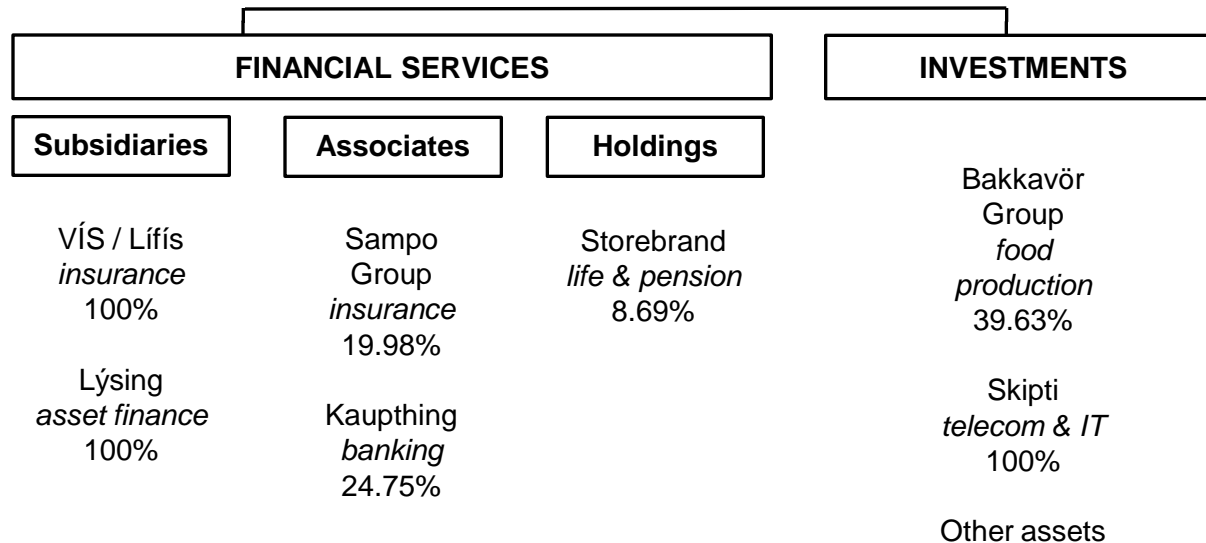 FINANCIAL SERVICES
INVESTMENTS
Subsidiaries
Associates
Holdings
VÍS / Lífís
insurance
100%
Lýsing
asset finance
100%
Sampo
Group
insurance
19.98%
Kaupthing
banking
24.75%
Storebrand
life & pension
8.69%
Bakkavör
Group
food
production
39.63%
Skipti
telecom & IT
100%
Other assets